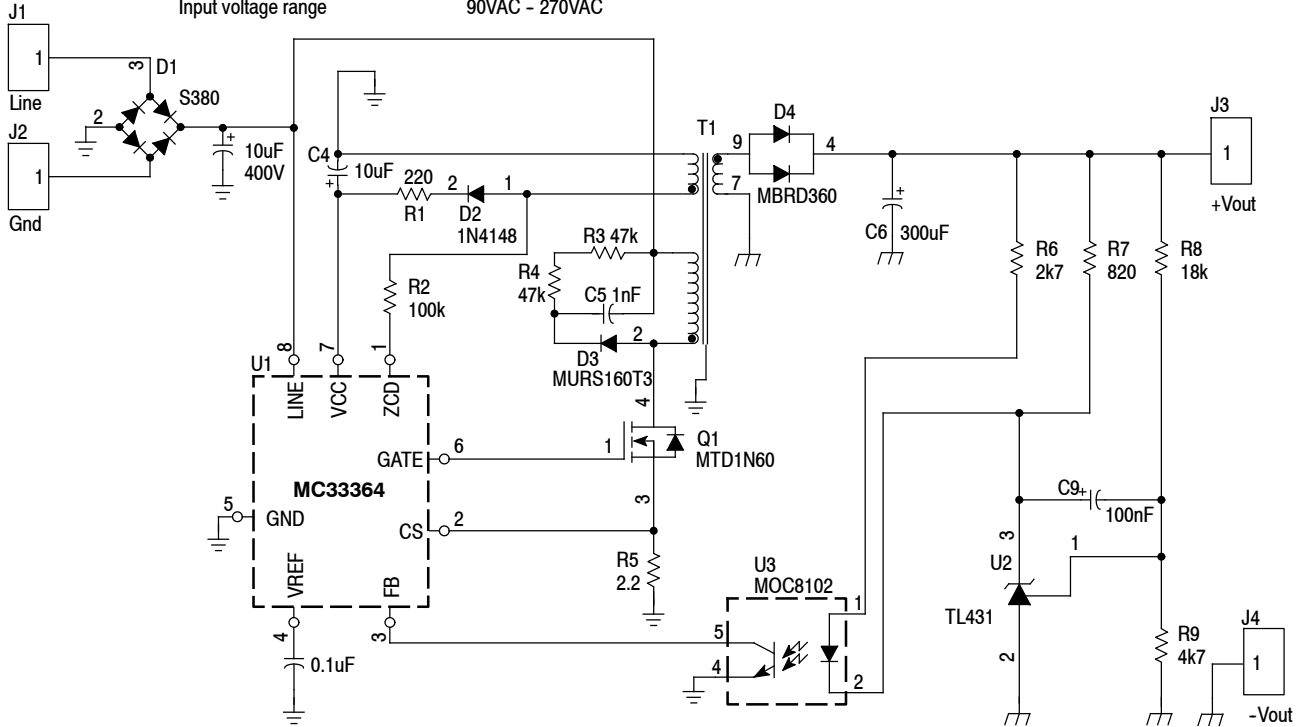 Input voltage range 90VAC - 270VAC
J1
1
Line
3
D1
S380
2
J2
1
Gnd
+
10uF
400V
C4
10uF
+
220
R1
2
D2
1N4148
1
T1
9
7
D4
MBRD360
4
J3
1
+Vout
+
C6 300uF
R6
2k7
R7
820
R8
18k
R3 47k
R4
47k
C5 1nF
R2
100k
D3
MURS160T3
2
U1
8
7
1
LINE
VCC
ZCD
GATE
6
MC33364
5
GND
CS
2
VREF
FB
4
3
0.1uF
4
1
Q1
MTD1N60
3
R5
2.2
U3
MOC8102
5
4
1
2
C9
+
100nF
3
U2
1
TL431
2
R9
4k7
J4
1
-Vout